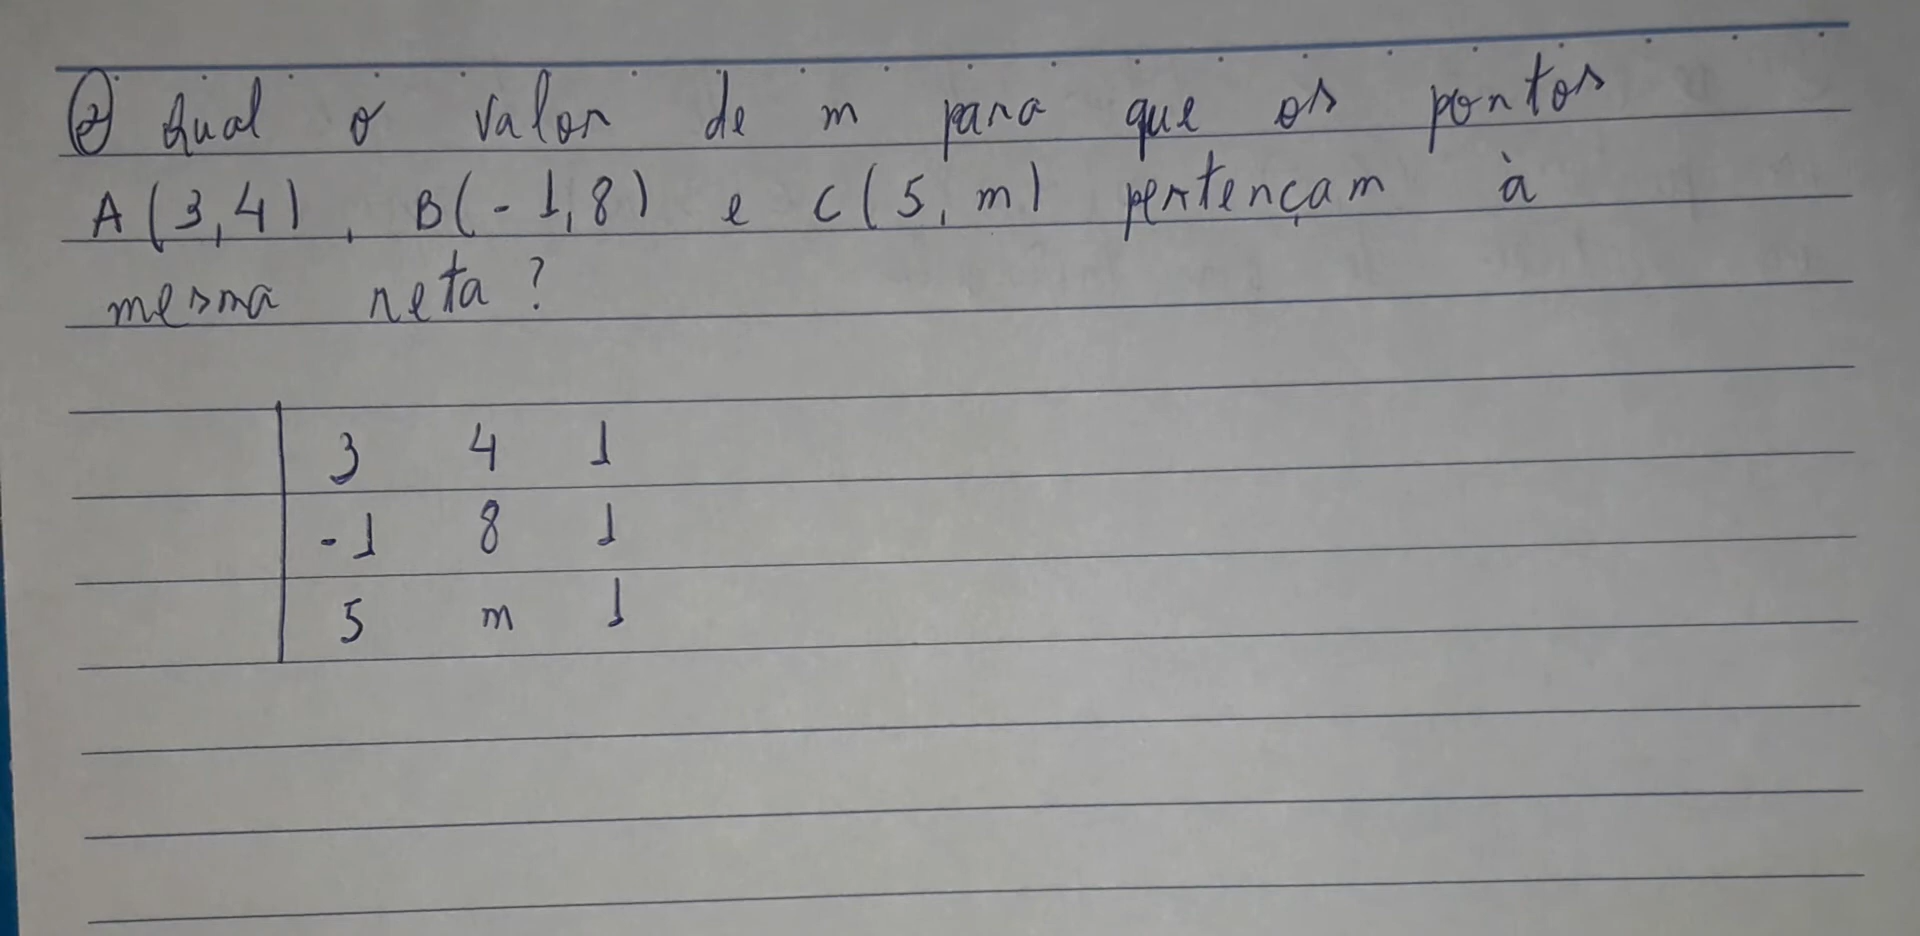 ② Qual o valor de m para que os pontos
A(3,4), B(-1,8) e C(5,m) pertençam à
mesma reta?
3 4 1
-1 8 1
5 m 1